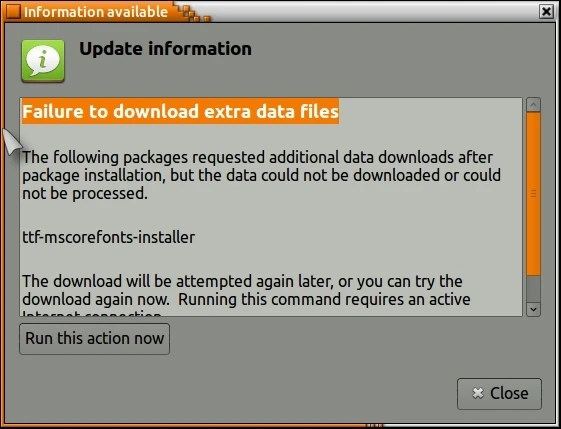 Information available
Update information
Failure to download extra data files
The following packages requested additional data downloads after
package installation, but the data could not be downloaded or could
not be processed.
ttf-mscorefonts-installer
The download will be attempted again later, or you can try the
download again now.  Running this command requires an active
Internet connection.
Run this action now
Close